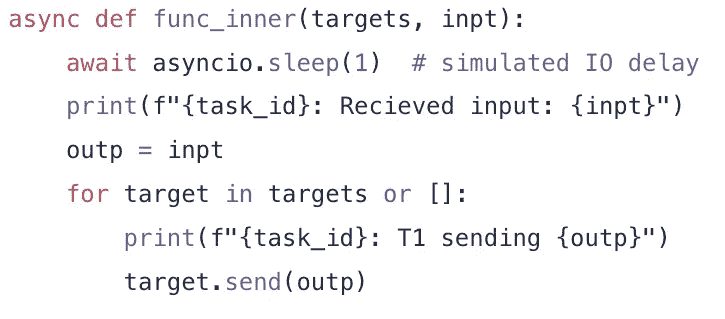 async def func_inner(targets, inpt):
    await asyncio.sleep(1)  # simulated IO delay
    print(f"{task_id}: Recieved input: {inpt}")
    outp = inpt
    for target in targets or []:
        print(f"{task_id}: T1 sending {outp}")
        target.send(outp)